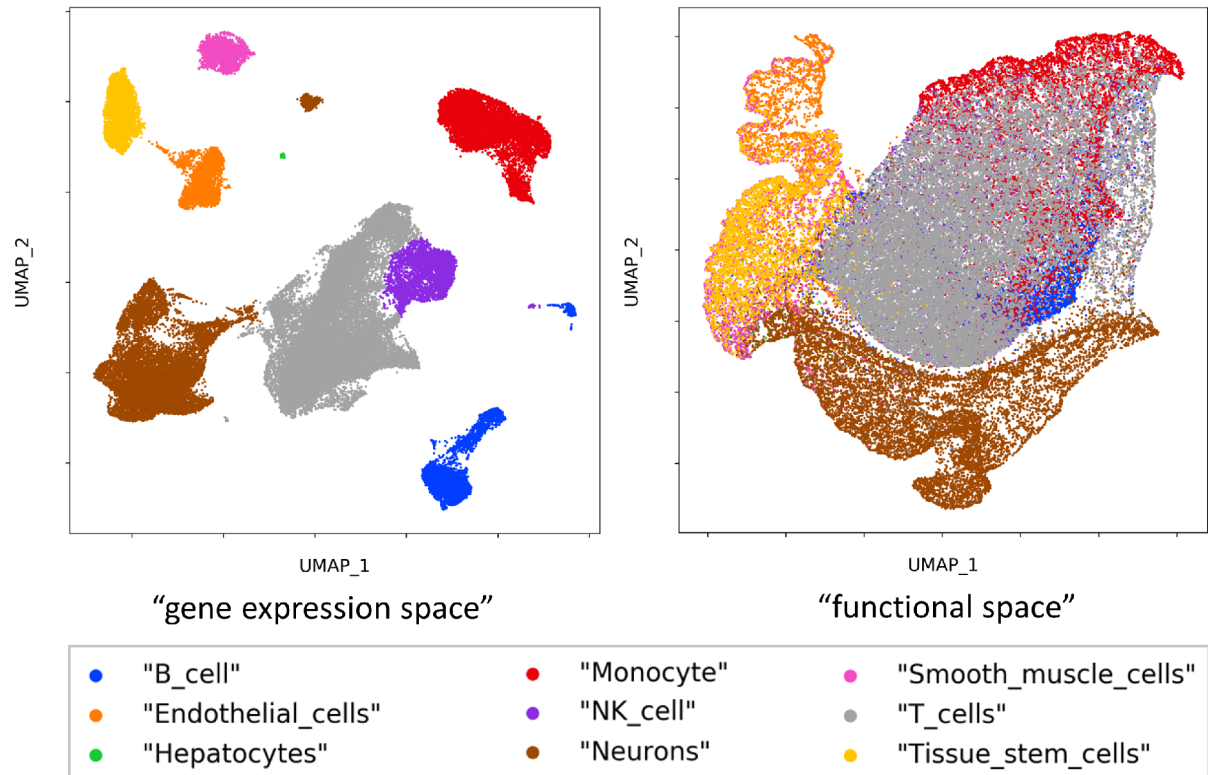 UMAP_2
UMAP_1
UMAP_2
UMAP_1
“gene expression space”
“functional space”
"B_cell"
"Monocyte"
"Smooth_muscle_cells"
"Endothelial_cells"
"NK_cell"
"T_cells"
"Hepatocytes"
"Neurons"
"Tissue_stem_cells"